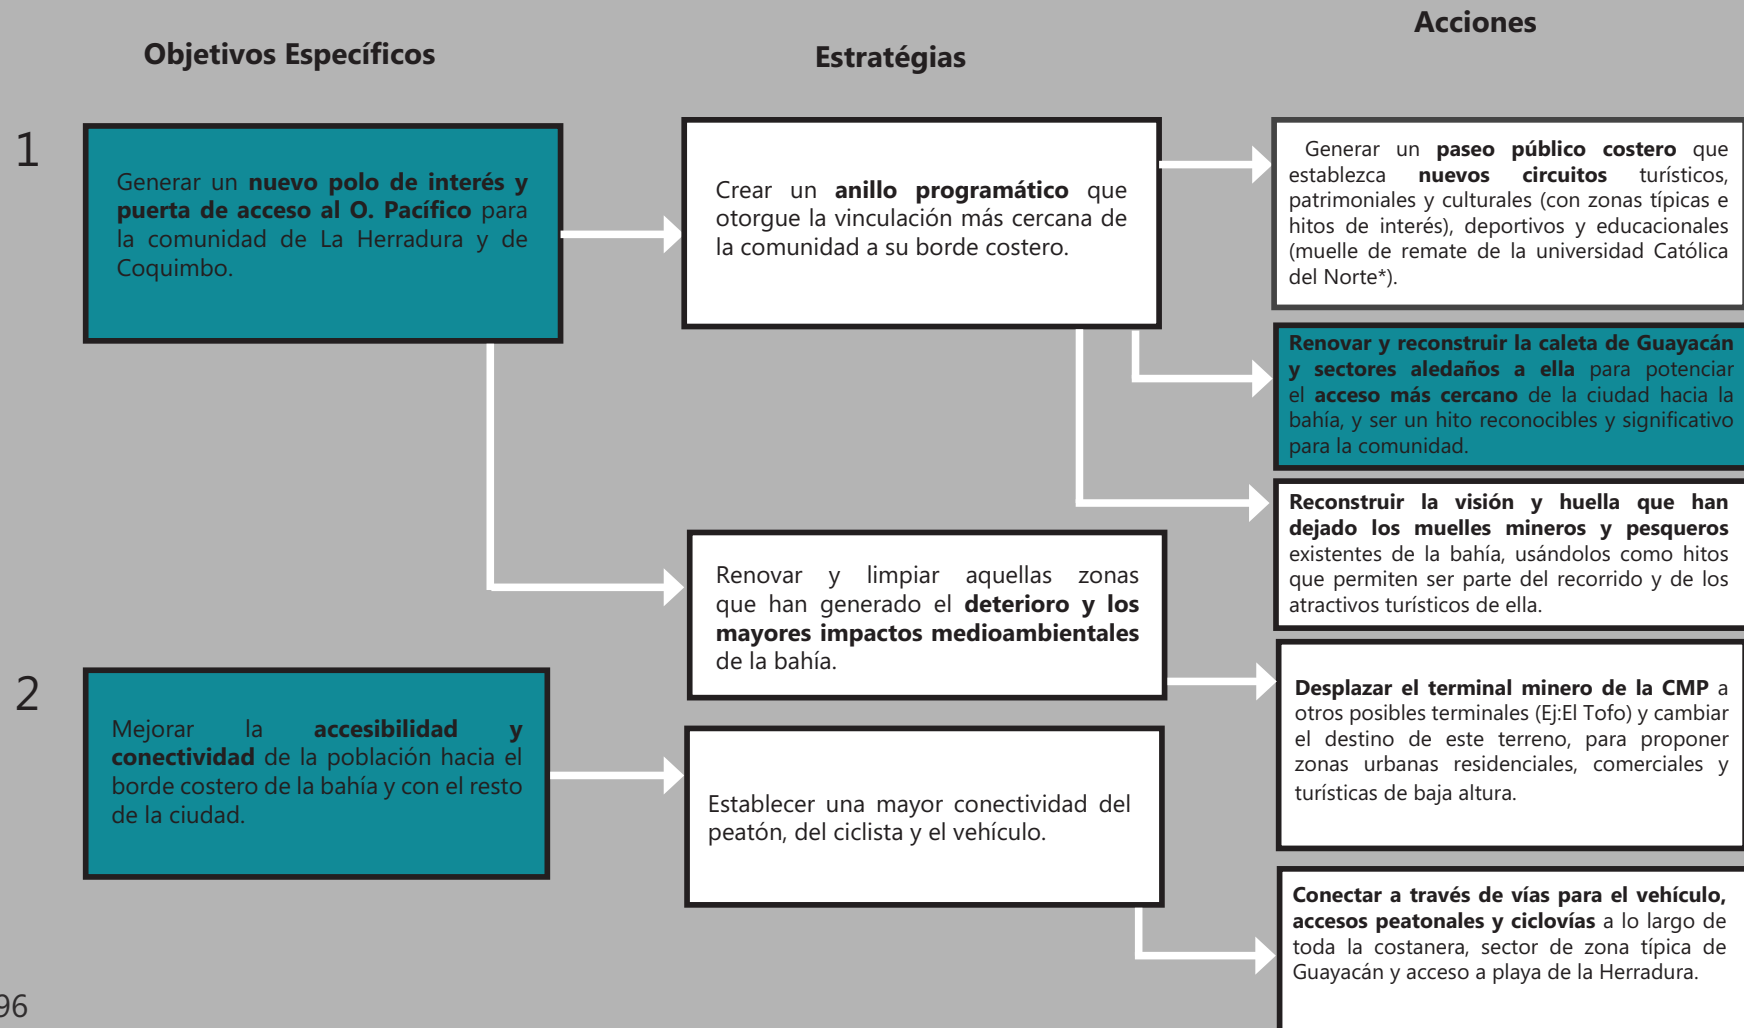 Objetivos Específicos
Estratégias
Acciones
1
Generar un nuevo polo de interés y
puerta de acceso al O. Pacífico para
la comunidad de La Herradura y de
Coquimbo.
Crear un anillo programático que
otorgue la vinculación más cercana de
la comunidad a su borde costero.
Generar un paseo público costero que
establezca nuevos circuitos turísticos,
patrimoniales y culturales (con zonas típicas e
hitos de interés), deportivos y educacionales
(muelle de remate de la universidad Católica
del Norte*).
Renovar y reconstruir la caleta de Guayacán
y sectores aledaños a ella para potenciar
el acceso más cercano de la ciudad hacia la
bahía, y ser un hito reconocibles y significativo
para la comunidad.
Reconstruir la visión y huella que han
dejado los muelles mineros y pesqueros
existentes de la bahía, usándolos como hitos
que permiten ser parte del recorrido y de los
atractivos turísticos de ella.
Renovar y limpiar aquellas zonas
que han generado el deterioro y los
mayores impactos medioambientales
de la bahía.
Desplazar el terminal minero de la CMP a
otros posibles terminales (Ej:El Tofo) y cambiar
el destino de este terreno, para proponer
zonas urbanas residenciales, comerciales y
turísticas de baja altura.
2
Mejorar la accesibilidad y
conectividad de la población hacia el
borde costero de la bahía y con el resto
de la ciudad.
Establecer una mayor conectividad del
peatón, del ciclista y el vehículo.
Conectar a través de vías para el vehículo,
accesos peatonales y ciclovías a lo largo de
toda la costanera, sector de zona típica de
Guayacán y acceso a playa de la Herradura.
96